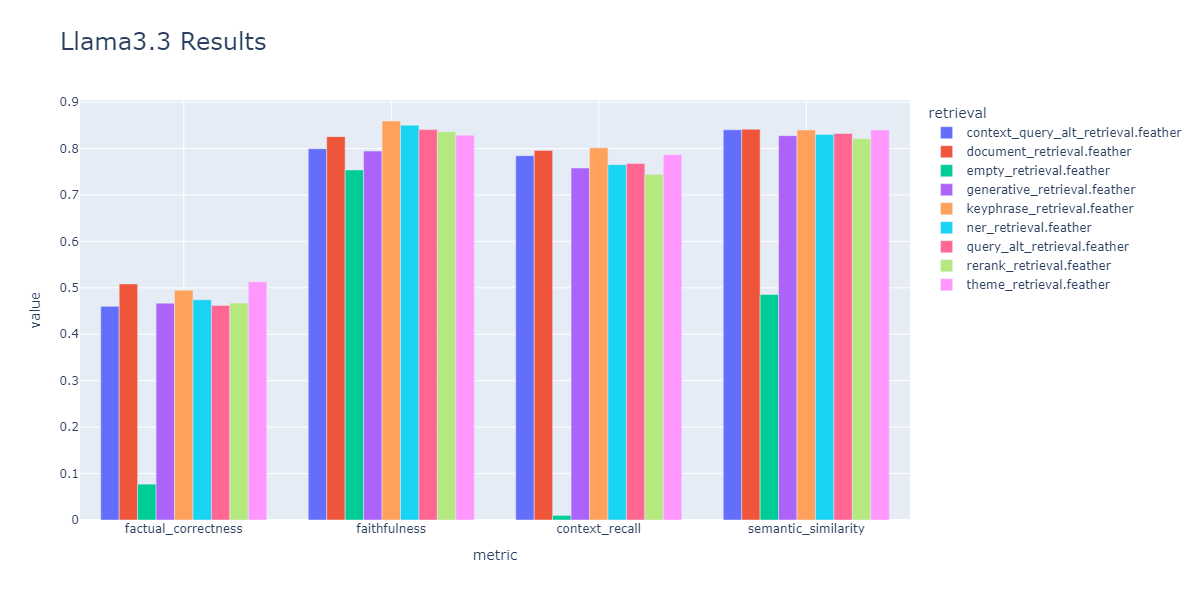 Llama3.3 Results
0.9
0.8
0.7
0.6
0.5
0.4
0.3
0.2
0.1
0
value
factual_correctness
faithfulness
context_recall
semantic_similarity
metric
retrieval
context_query_alt_retrieval.feather
document_retrieval.feather
empty_retrieval.feather
generative_retrieval.feather
keyphrase_retrieval.feather
ner_retrieval.feather
query_alt_retrieval.feather
rerank_retrieval.feather
theme_retrieval.feather